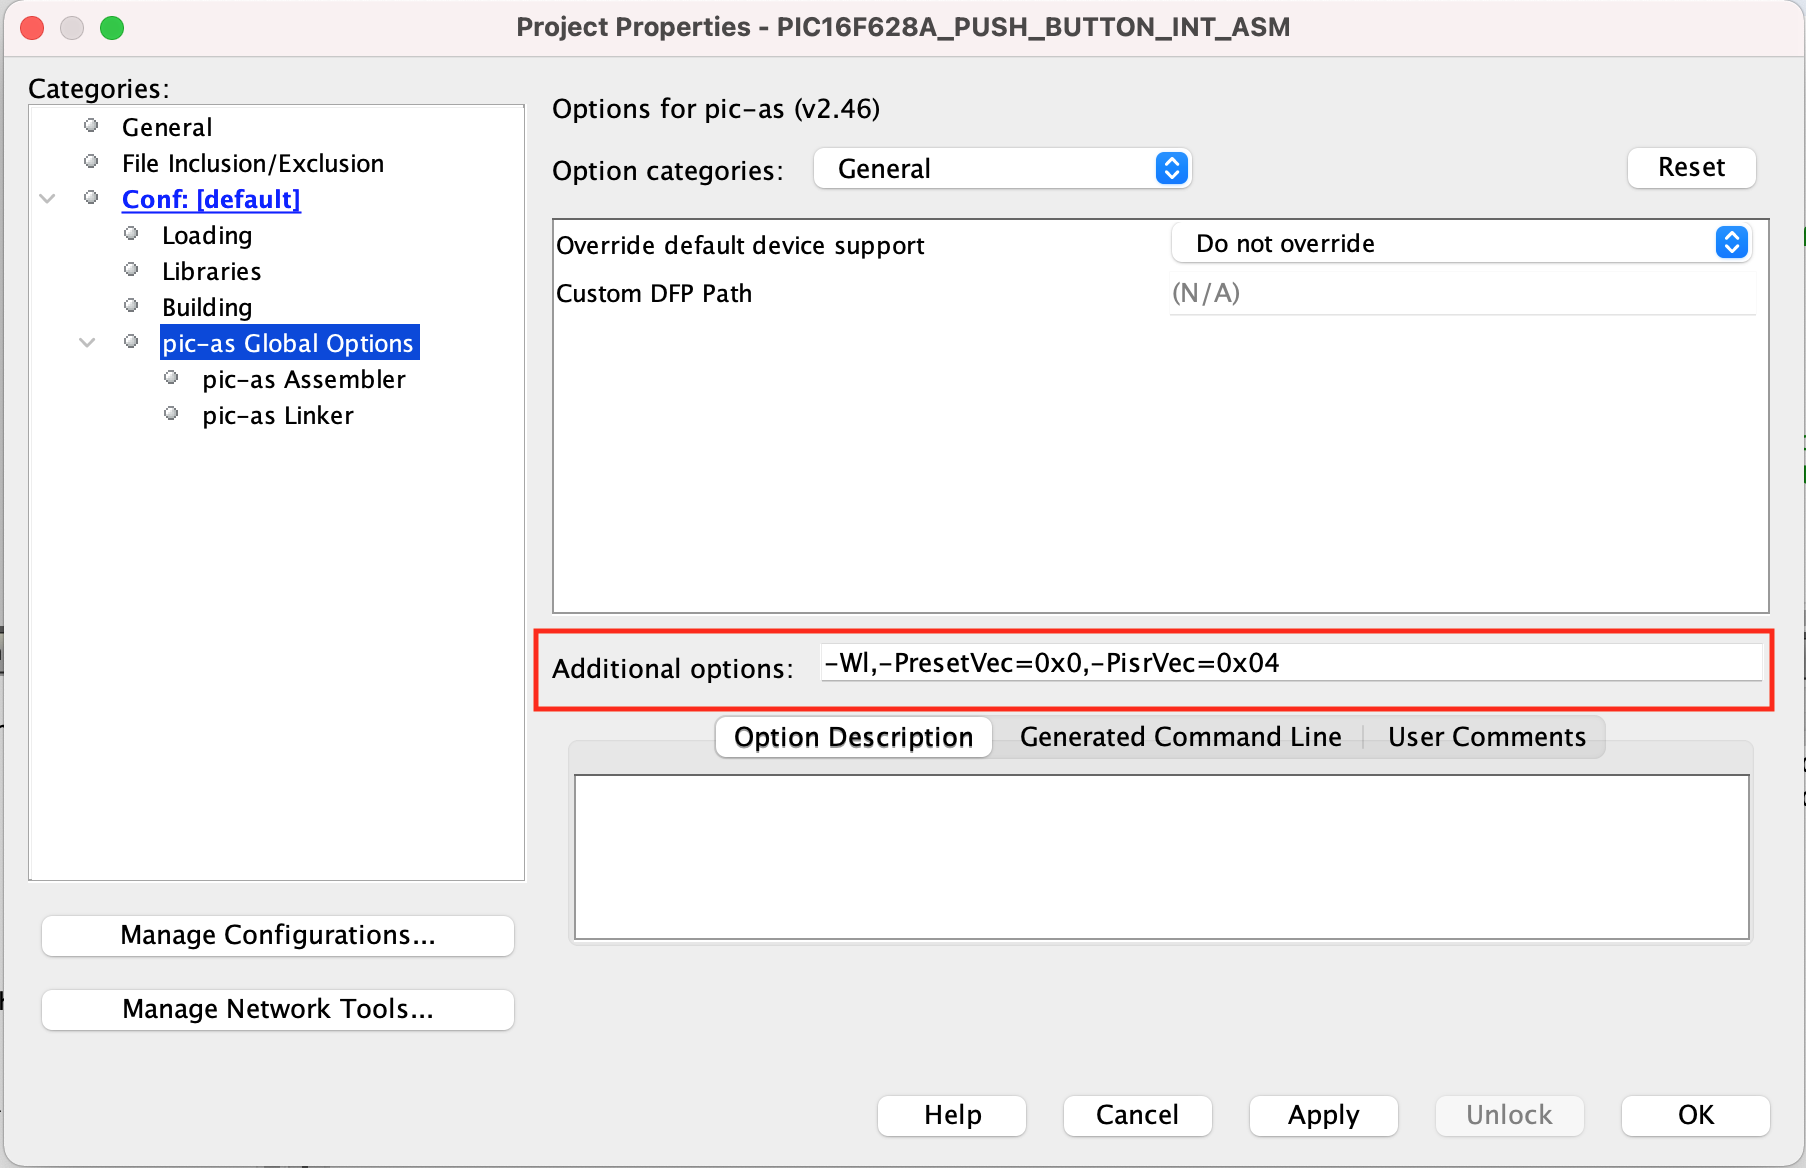 Project Properties - PIC16F628A_PUSH_BUTTON_INT_ASM
Categories:
General
File Inclusion/Exclusion
Conf: [default]
Loading
Libraries
Building
pic-as Global Options
pic-as Assembler
pic-as Linker
Manage Configurations...
Manage Network Tools...
Options for pic-as (v2.46)
Option categories: General Reset
Override default device support Do not override
Custom DFP Path (N/A)
Additional options: -Wl,-PresetVec=0x0,-PisrVec=0x04
Option Description Generated Command Line User Comments
Help Cancel Apply Unlock OK